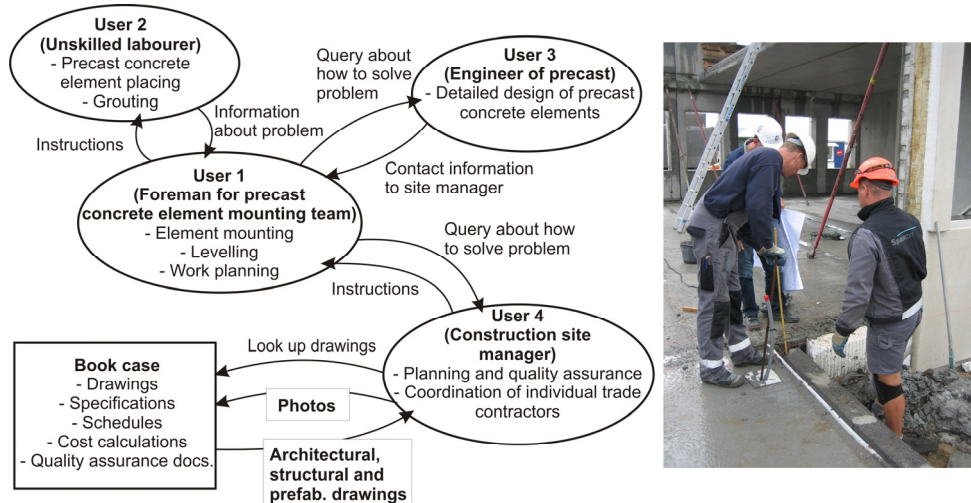 User 2
(Unskilled labourer)
- Precast concrete
element placing
- Grouting
Instructions
Information
about problem
Query about
how to solve
problem
User 3
(Engineer of precast)
- Detailed design of precast
concrete elements
Contact information
to site manager
User 1
(Foreman for precast
concrete element mounting team)
- Element mounting
- Levelling
- Work planning
Query about how
to solve problem
Instructions
User 4
(Construction site
manager)
- Planning and quality assurance
- Coordination of individual trade
contractors
Look up drawings
Photos
Architectural,
structural and
prefab. drawings
Book case
- Drawings
- Specifications
- Schedules
- Cost calculations
- Quality assurance docs.